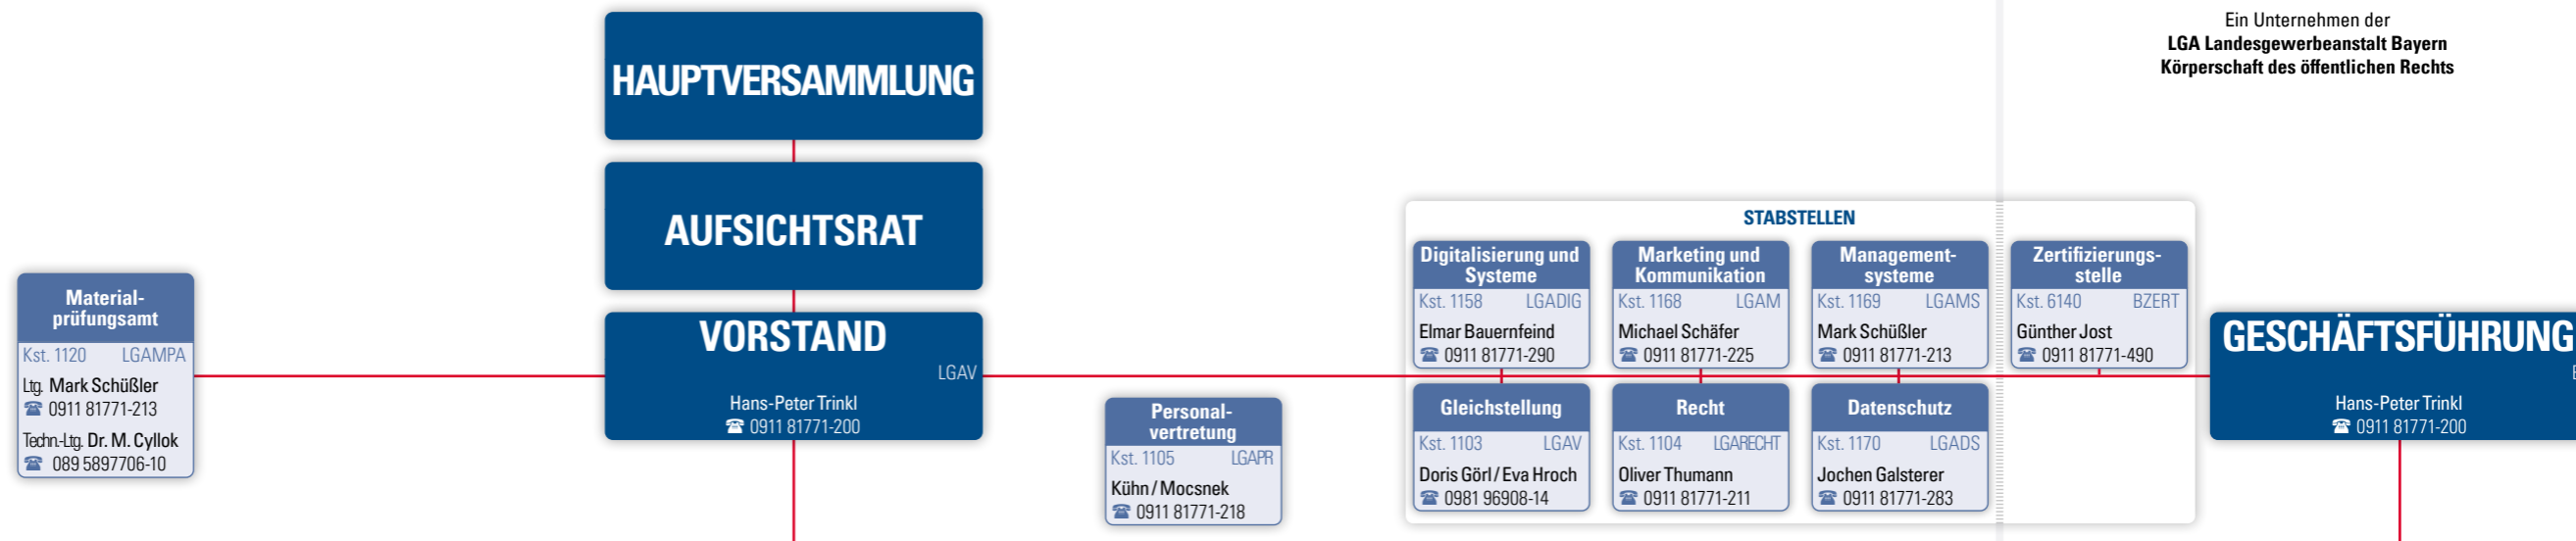 HAUPTVERSAMMLUNG
AUFSICHTSRAT
VORSTAND
LGAV
Hans-Peter Trinkl
☎ 0911 81771-200
Material-
prüfungsamt
Kst. 1120 LGAMPA
Ltg. Mark Schüßler
☎ 0911 81771-213
Techn.-Ltg. Dr. M. Cyllok
☎ 089 5897706-10
Personal-
vertretung
Kst. 1105 LGAPR
Kühn / Mocsnek
☎ 0911 81771-218
STABSTELLEN
Digitalisierung und
Systeme
Kst. 1158 LGADIG
Elmar Bauernfeind
☎ 0911 81771-290
Marketing und
Kommunikation
Kst. 1168 LGAM
Michael Schäfer
☎ 0911 81771-225
Management-
systeme
Kst. 1169 LGAMS
Mark Schüßler
☎ 0911 81771-213
Zertifizierungs-
stelle
Kst. 6140 BZERT
Günther Jost
☎ 0911 81771-490
Gleichstellung
Kst. 1103 LGAV
Doris Görl / Eva Hroch
☎ 0981 96908-14
Recht
Kst. 1104 LGARECHT
Oliver Thumann
☎ 0911 81771-211
Datenschutz
Kst. 1170 LGADS
Jochen Galsterer
☎ 0911 81771-283
Ein Unternehmen der
LGA Landesgewerbeanstalt Bayern
Körperschaft des öffentlichen Rechts
GESCHÄFTSFÜHRUNG
Hans-Peter Trinkl
☎ 0911 81771-200